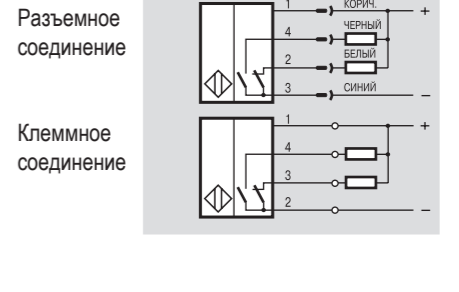 Разъемное
соединение
1 КОРИЧ. +
4 ЧЕРНЫЙ
2 БЕЛЫЙ
3 СИНИЙ –
Клеммное
соединение
1 +
4
3
2 –